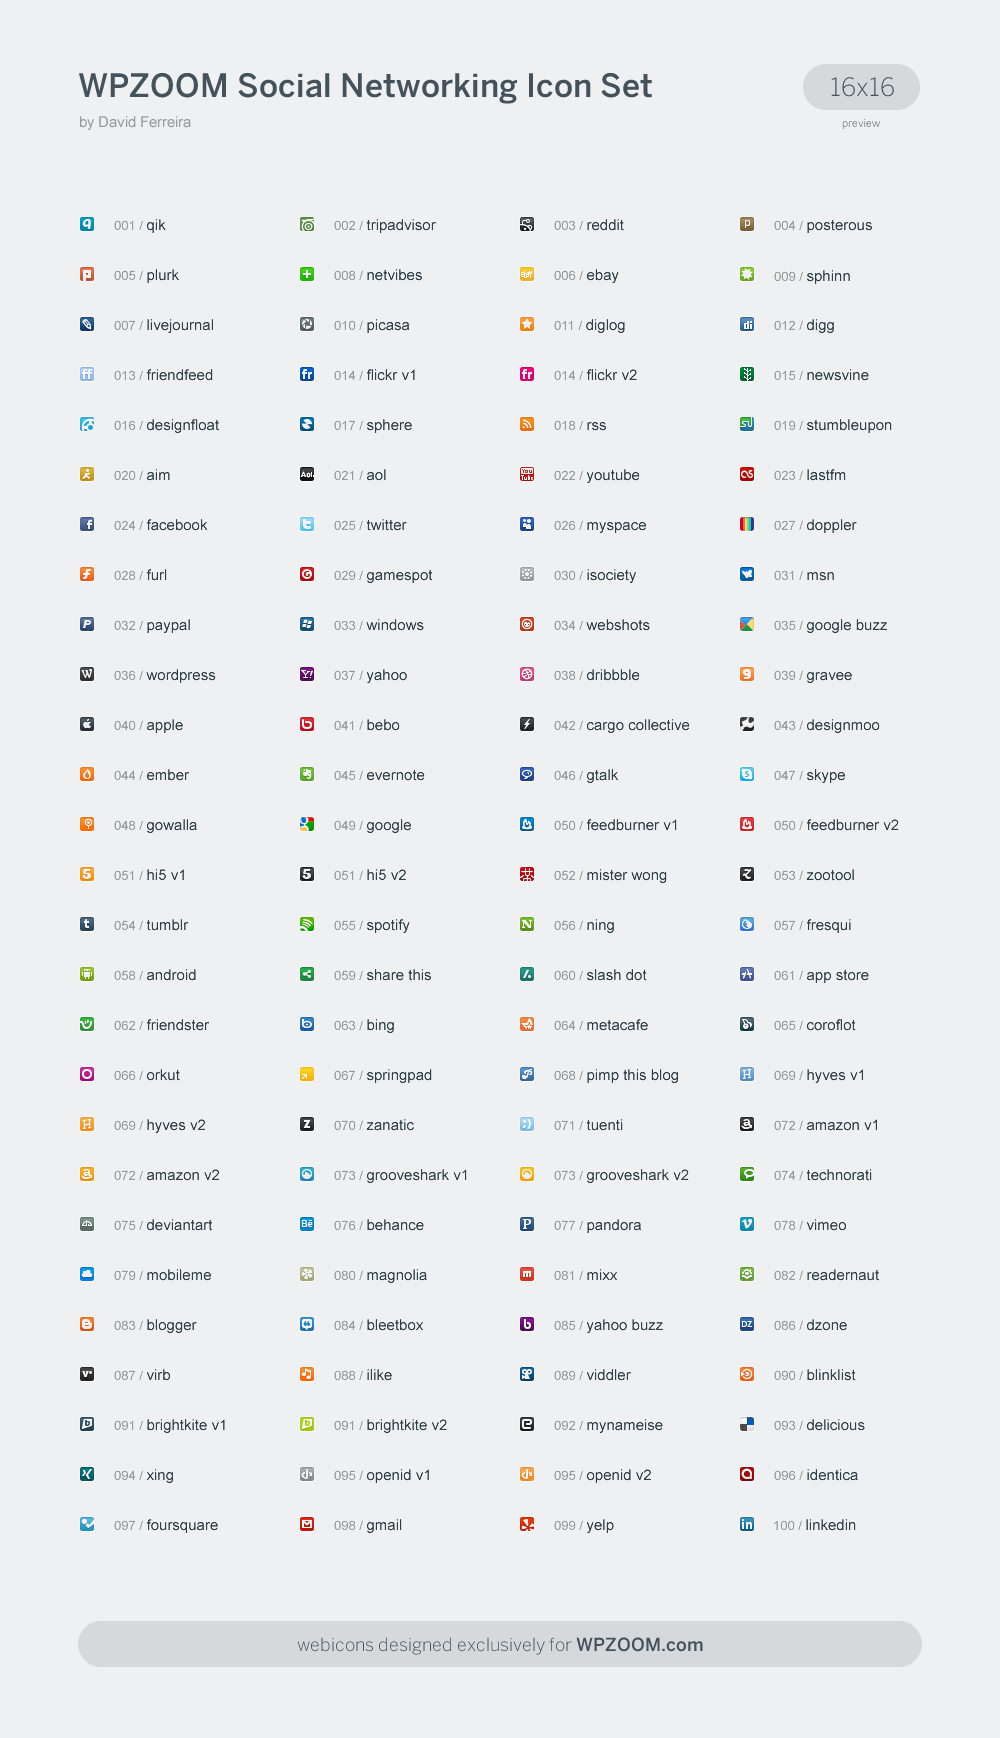 WPZOOM Social Networking Icon Set
16x16
by David Ferreira
preview
001 / qik 002 / tripadvisor 003 / reddit 004 / posterous
005 / plurk 008 / netvibes 006 / ebay 009 / sphinn
007 / livejournal 010 / picasa 011 / diglog 012 / digg
013 / friendfeed 014 / flickr v1 014 / flickr v2 015 / newsvine
016 / designfloat 017 / sphere 018 / rss 019 / stumbleupon
020 / aim 021 / aol 022 / youtube 023 / lastfm
024 / facebook 025 / twitter 026 / myspace 027 / doppler
028 / furl 029 / gamespot 030 / isociety 031 / msn
032 / paypal 033 / windows 034 / webshots 035 / google buzz
036 / wordpress 037 / yahoo 038 / dribbble 039 / gravee
040 / apple 041 / bebo 042 / cargo collective 043 / designmoo
044 / ember 045 / evernote 046 / gtalk 047 / skype
048 / gowalla 049 / google 050 / feedburner v1 050 / feedburner v2
051 / hi5 v1 051 / hi5 v2 052 / mister wong 053 / zootool
054 / tumblr 055 / spotify 056 / ning 057 / fresqui
058 / android 059 / share this 060 / slash dot 061 / app store
062 / friendster 063 / bing 064 / metacafe 065 / coroflot
066 / orkut 067 / springpad 068 / pimp this blog 069 / hyves v1
069 / hyves v2 070 / zanatic 071 / tuenti 072 / amazon v1
072 / amazon v2 073 / grooveshark v1 073 / grooveshark v2 074 / technorati
075 / deviantart 076 / behance 077 / pandora 078 / vimeo
079 / mobileme 080 / magnolia 081 / mixx 082 / readernaut
083 / blogger 084 / bleetbox 085 / yahoo buzz 086 / dzone
087 / virb 088 / ilike 089 / viddler 090 / blinklist
091 / brightkite v1 091 / brightkite v2 092 / mynameise 093 / delicious
094 / xing 095 / openid v1 095 / openid v2 096 / identica
097 / foursquare 098 / gmail 099 / yelp 100 / linkedin
webicons designed exclusively for WPZOOM.com